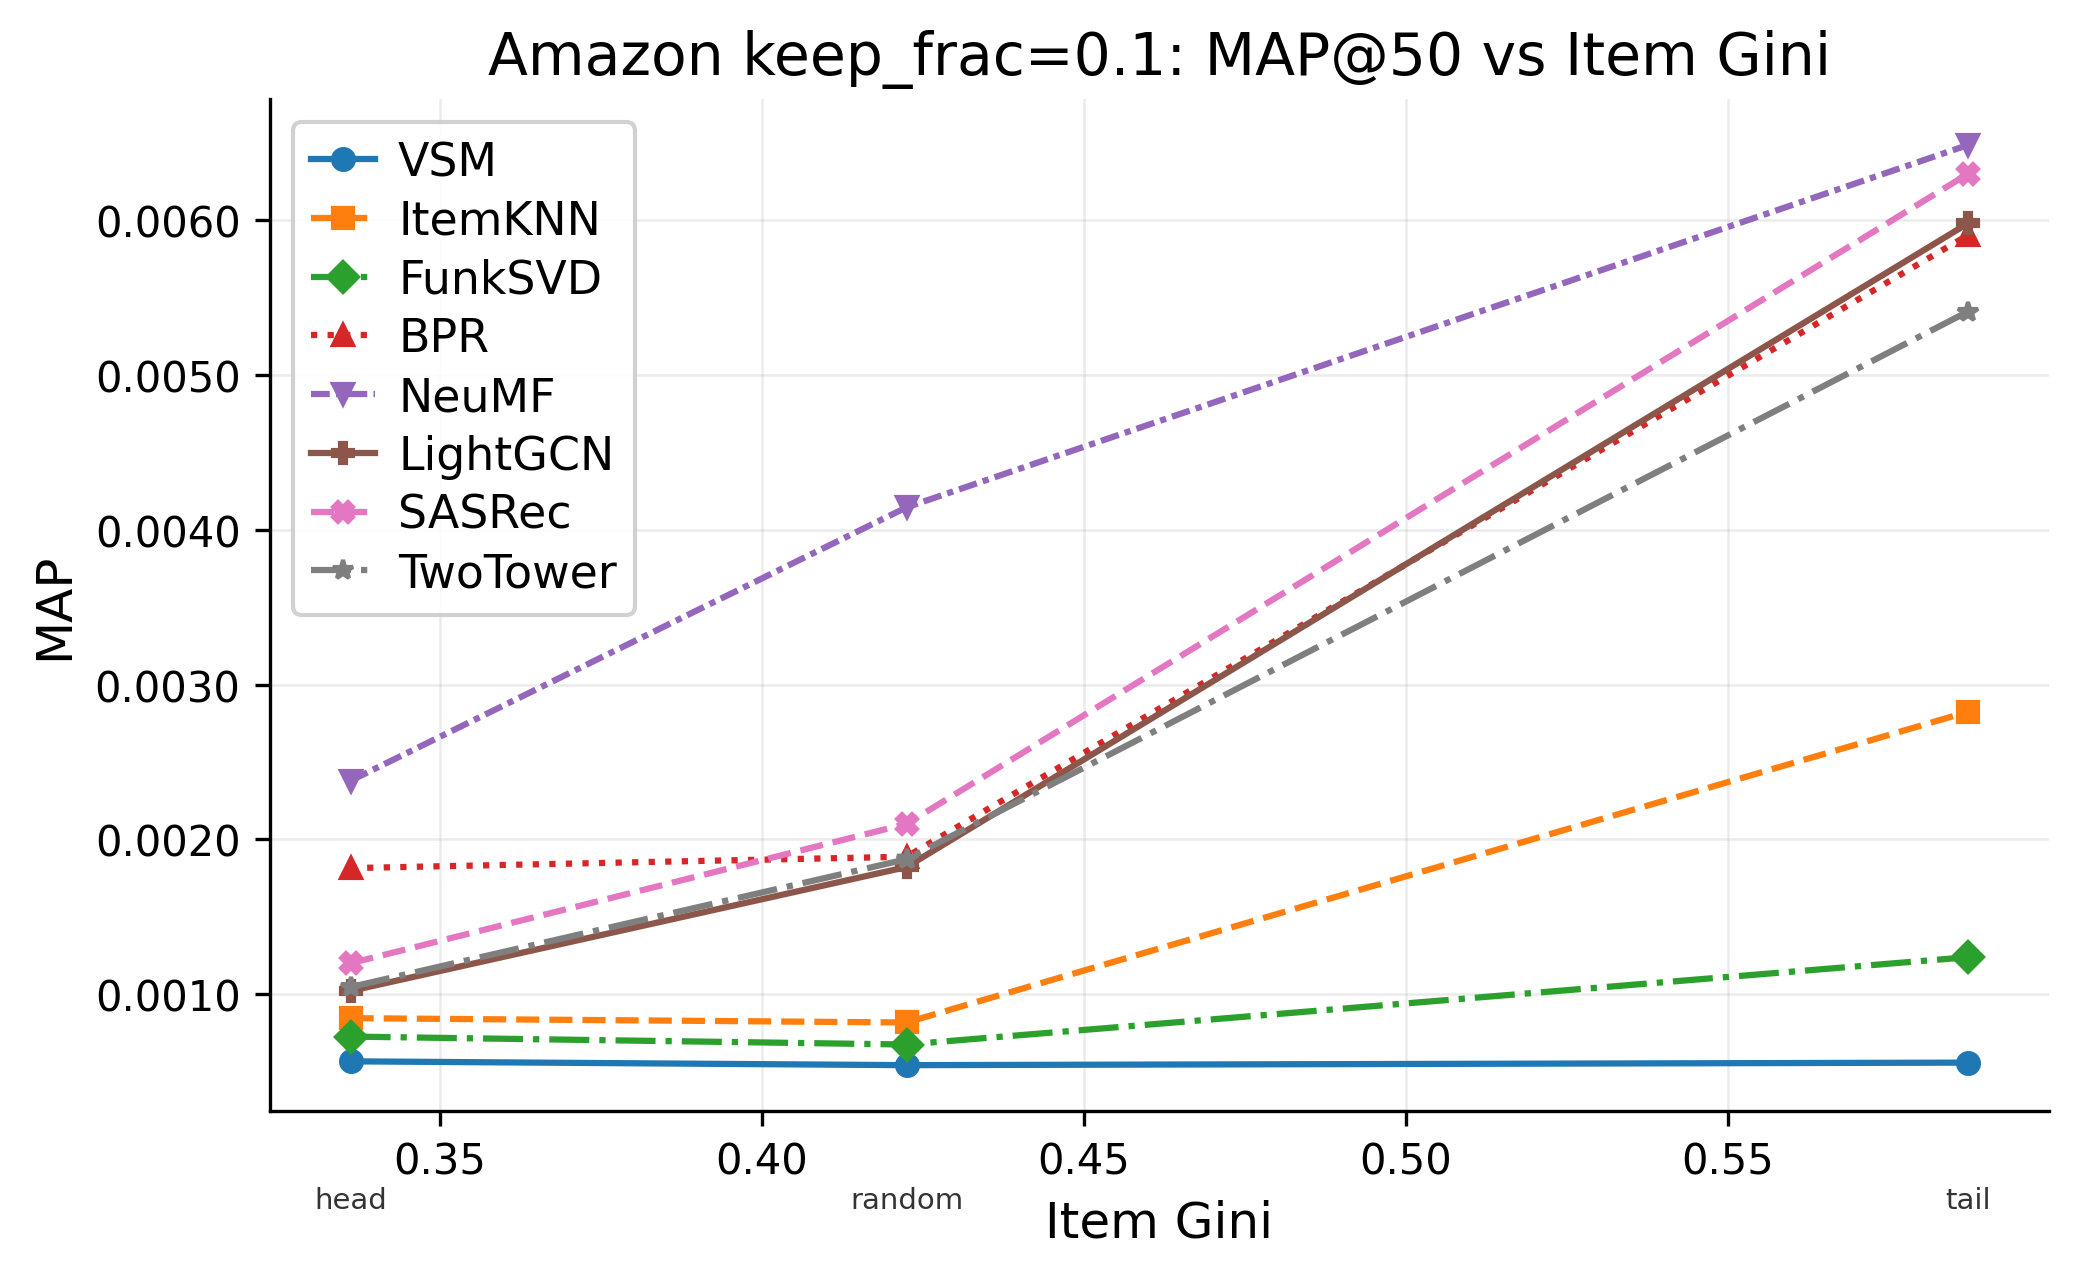 Amazon keep_frac=0.1: MAP@50 vs Item Gini
VSM
ItemKNN
FunkSVD
BPR
NeuMF
LightGCN
SASRec
TwoTower
MAP
0.0060
0.0050
0.0040
0.0030
0.0020
0.0010
0.35 0.40 0.45 0.50 0.55
head random tail
Item Gini